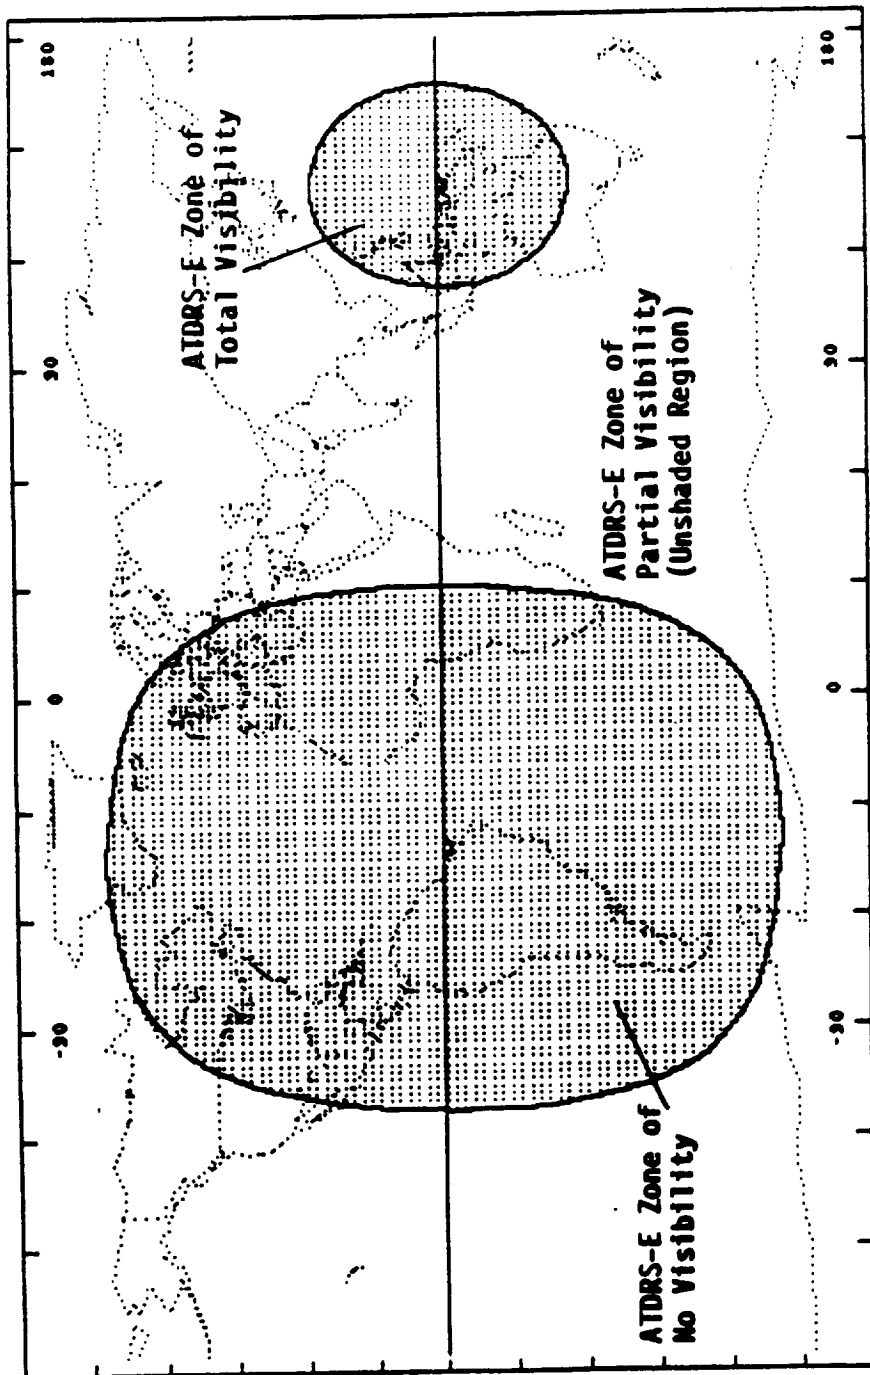 -90 0 90 180
ATDRS-E Zone of
Total Visibility
ATDRS-E Zone of
Partial Visibility
(Unshaded Region)
ATDRS-E Zone of
No Visibility
-90 0 90 180